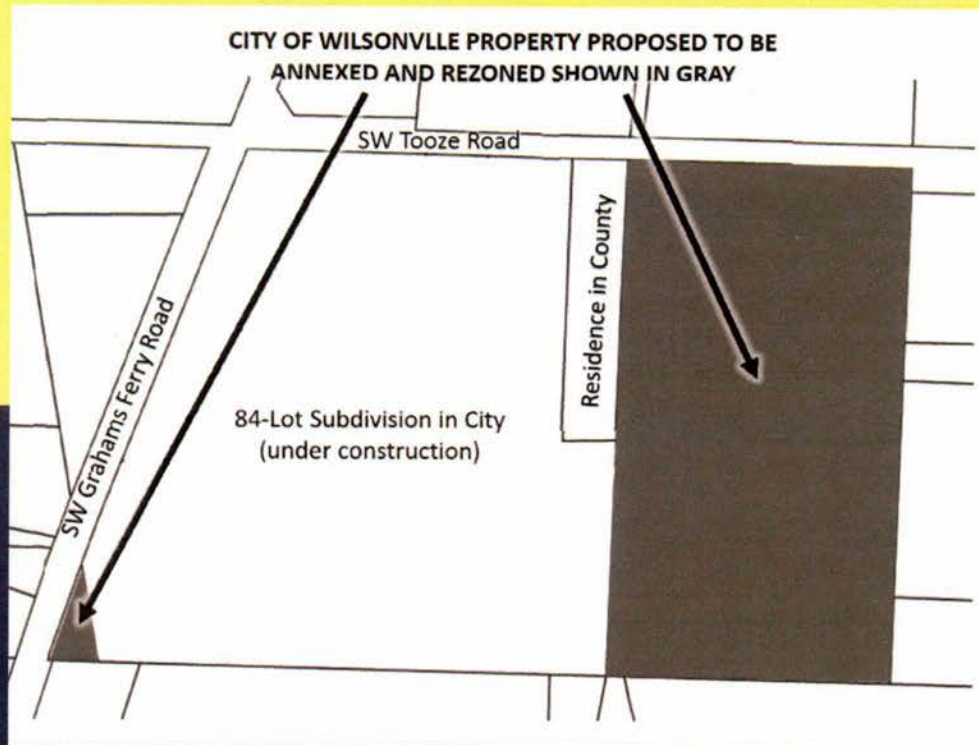 CITY OF WILSONVLLE PROPERTY PROPOSED TO BE
ANNEXED AND REZONED SHOWN IN GRAY
SW Tooze Road
Residence in County
SW Grahams Ferry Road
84-Lot Subdivision in City
(under construction)